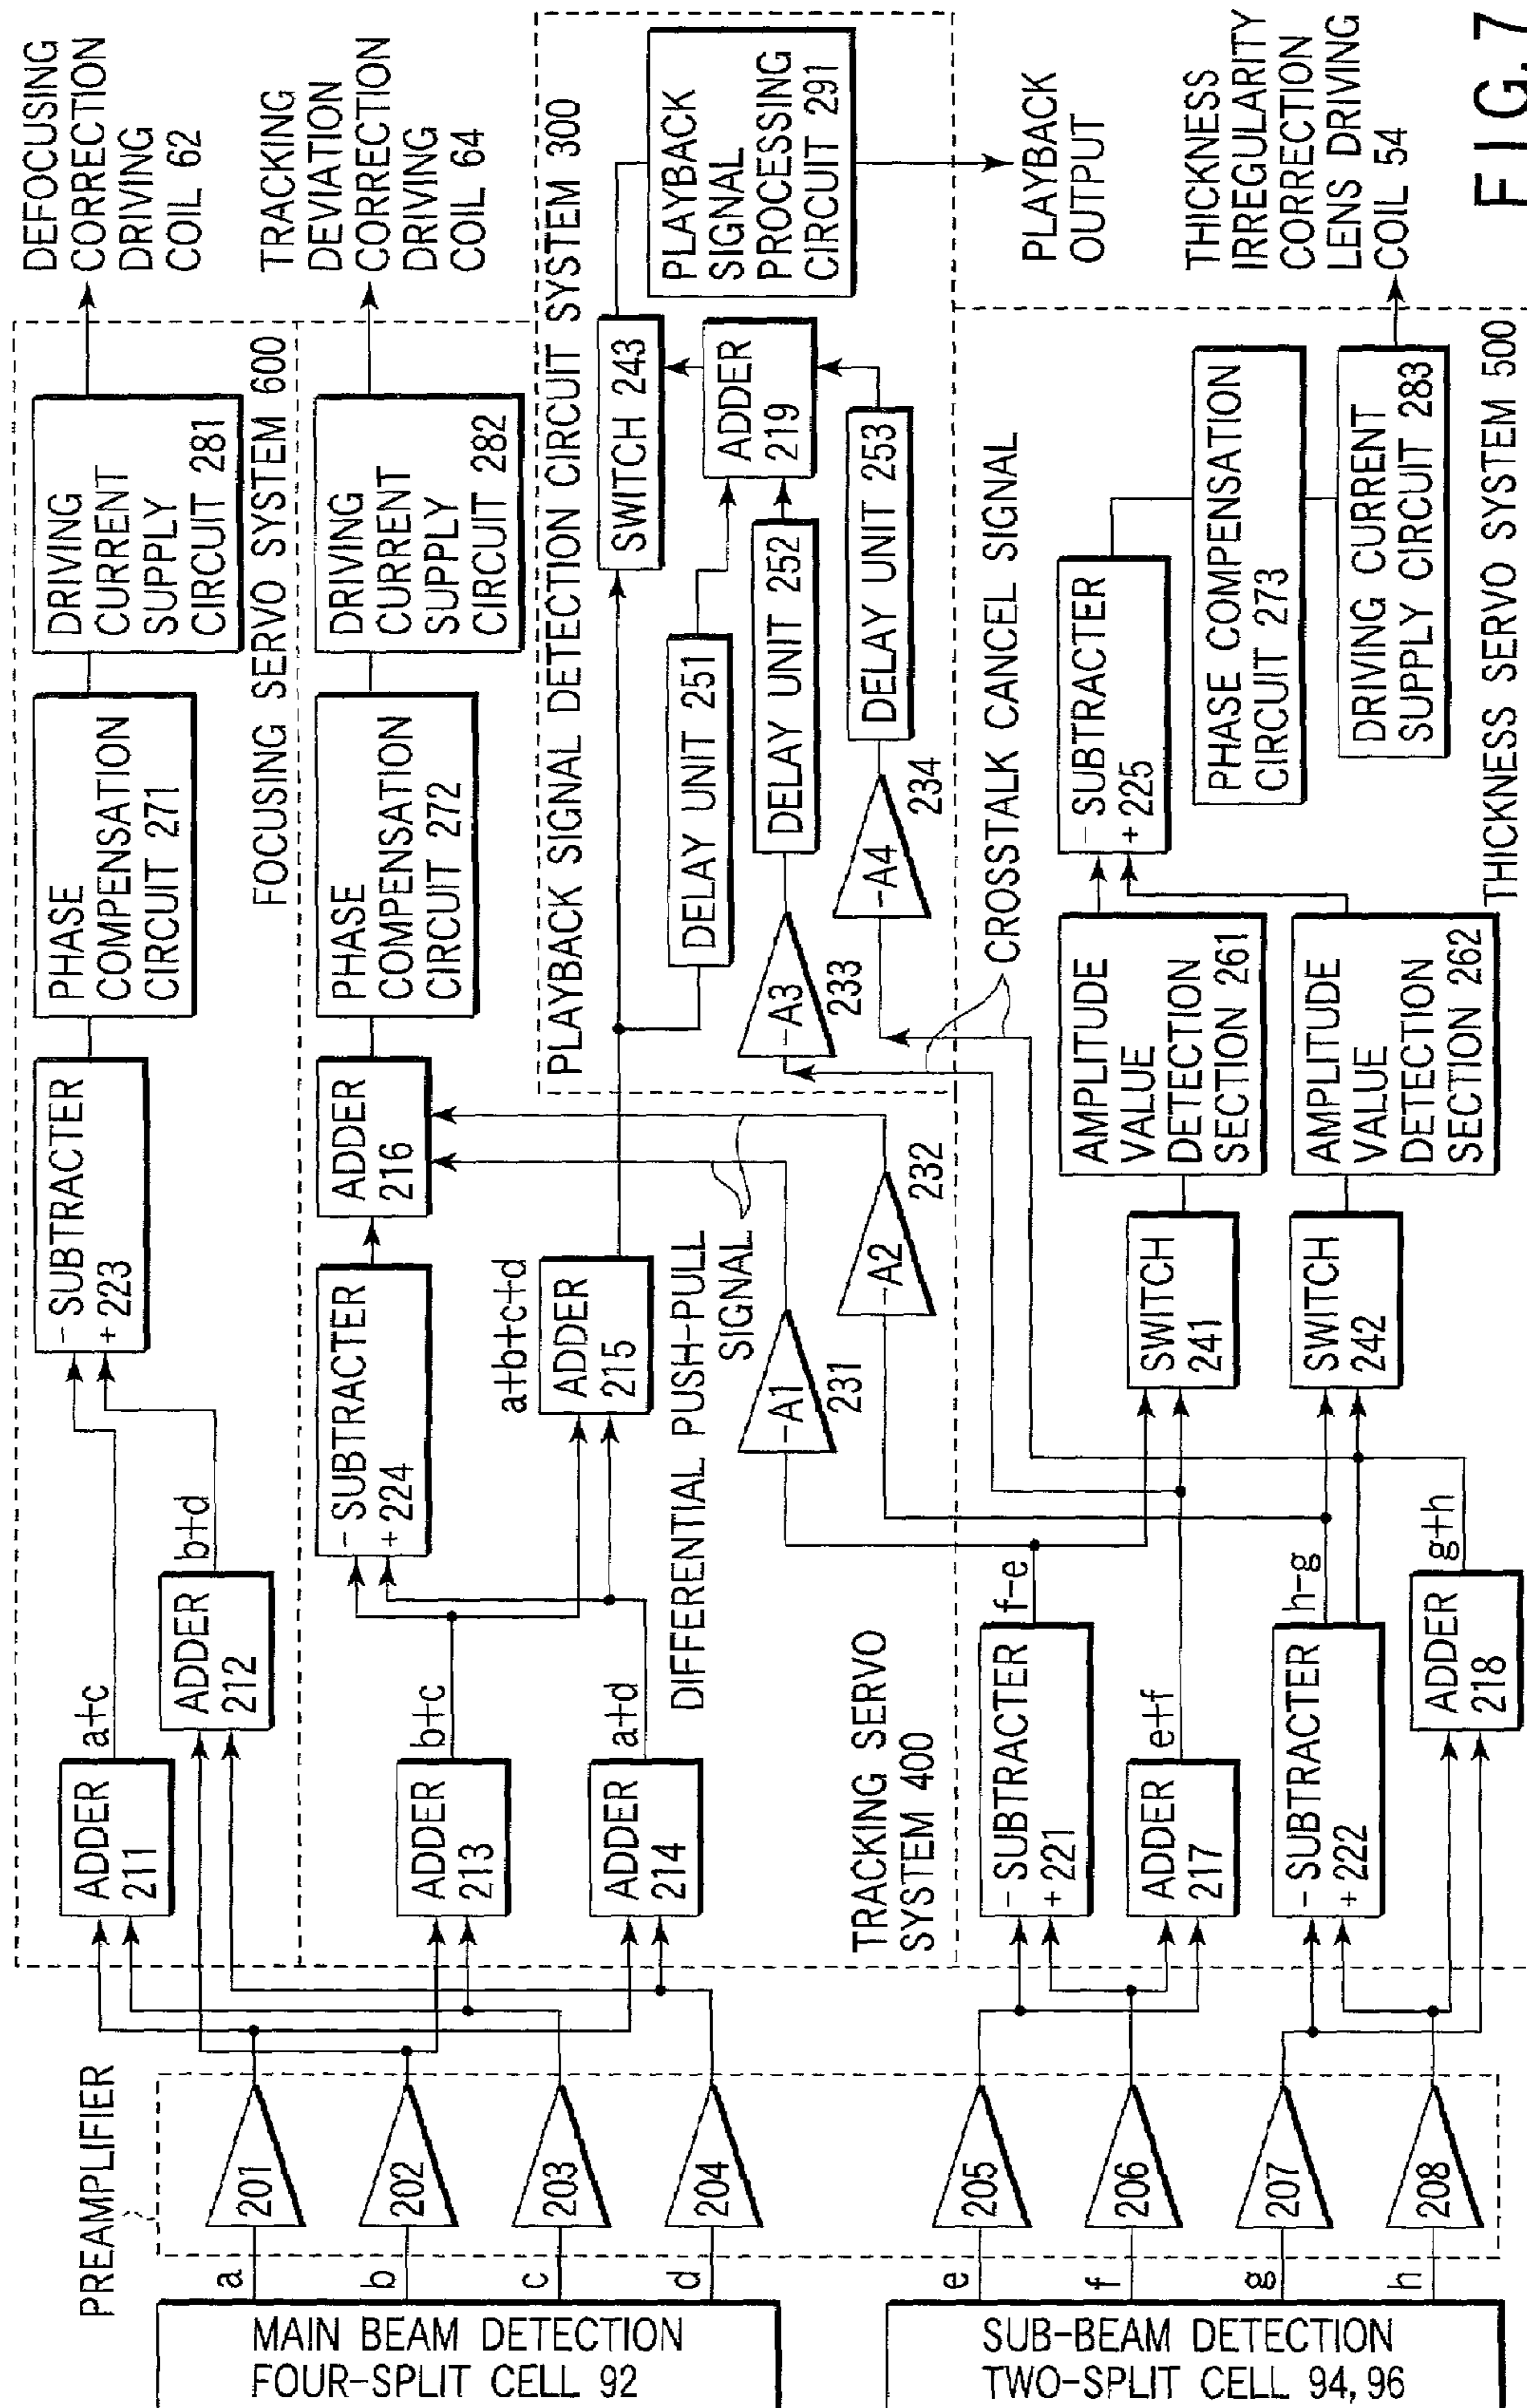 MAIN BEAM DETECTION
FOUR-SPLIT CELL 92
SUB-BEAM DETECTION
TWO-SPLIT CELL 94, 96
a
b
c
d
e
f
g
h
PREAMPLIFIER
201
202
203
204
205
206
207
208
ADDER
211
a+c
ADDER
212
b+d
- SUBTRACTER
+ 223
PHASE
COMPENSATION
CIRCUIT 271
DRIVING
CURRENT
SUPPLY
CIRCUIT 281
FOCUSING SERVO SYSTEM 600
DEFOCUSING
CORRECTION
DRIVING
COIL 62
ADDER
213
b+c
ADDER
214
a+d
- SUBTRACTER
+ 224
ADDER
216
PHASE
COMPENSATION
CIRCUIT 272
DRIVING
CURRENT
SUPPLY
CIRCUIT 282
TRACKING
DEVIATION
CORRECTION
DRIVING
COIL 64
a+b+c+d
ADDER
215
DIFFERENTIAL PUSH-PULL
SIGNAL
-A1
231
-A2
232
TRACKING SERVO
SYSTEM 400
PLAYBACK SIGNAL DETECTION CIRCUIT SYSTEM 300
DELAY UNIT 251
-A3
233
DELAY UNIT 252
-A4
234
DELAY UNIT 253
ADDER
219
SWITCH 243
PLAYBACK
SIGNAL
PROCESSING
CIRCUIT 291
PLAYBACK
OUTPUT
CROSSTALK CANCEL SIGNAL
- SUBTRACTER
+ 221
f-e
ADDER
217
e+f
- SUBTRACTER
+ 222
h-g
ADDER
218
g+h
SWITCH
241
SWITCH
242
AMPLITUDE
VALUE
DETECTION
SECTION 261
AMPLITUDE
VALUE
DETECTION
SECTION 262
- SUBTRACTER
+ 225
PHASE COMPENSATION
CIRCUIT 273
DRIVING CURRENT
SUPPLY CIRCUIT 283
THICKNESS SERVO SYSTEM 500
THICKNESS
IRREGULARITY
CORRECTION
LENS DRIVING
COIL 54
FIG. 7